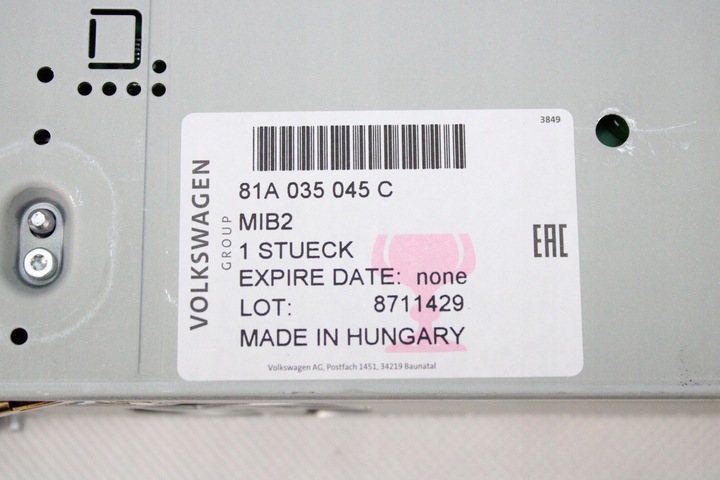 3849
81A 035 045 C
MIB2
1 STUECK
EXPIRE DATE: none
LOT: 8711429
MADE IN HUNGARY
VOLKSWAGEN
GROUP
EAC
Volkswagen AG, Postfach 1451, 34219 Baunatal